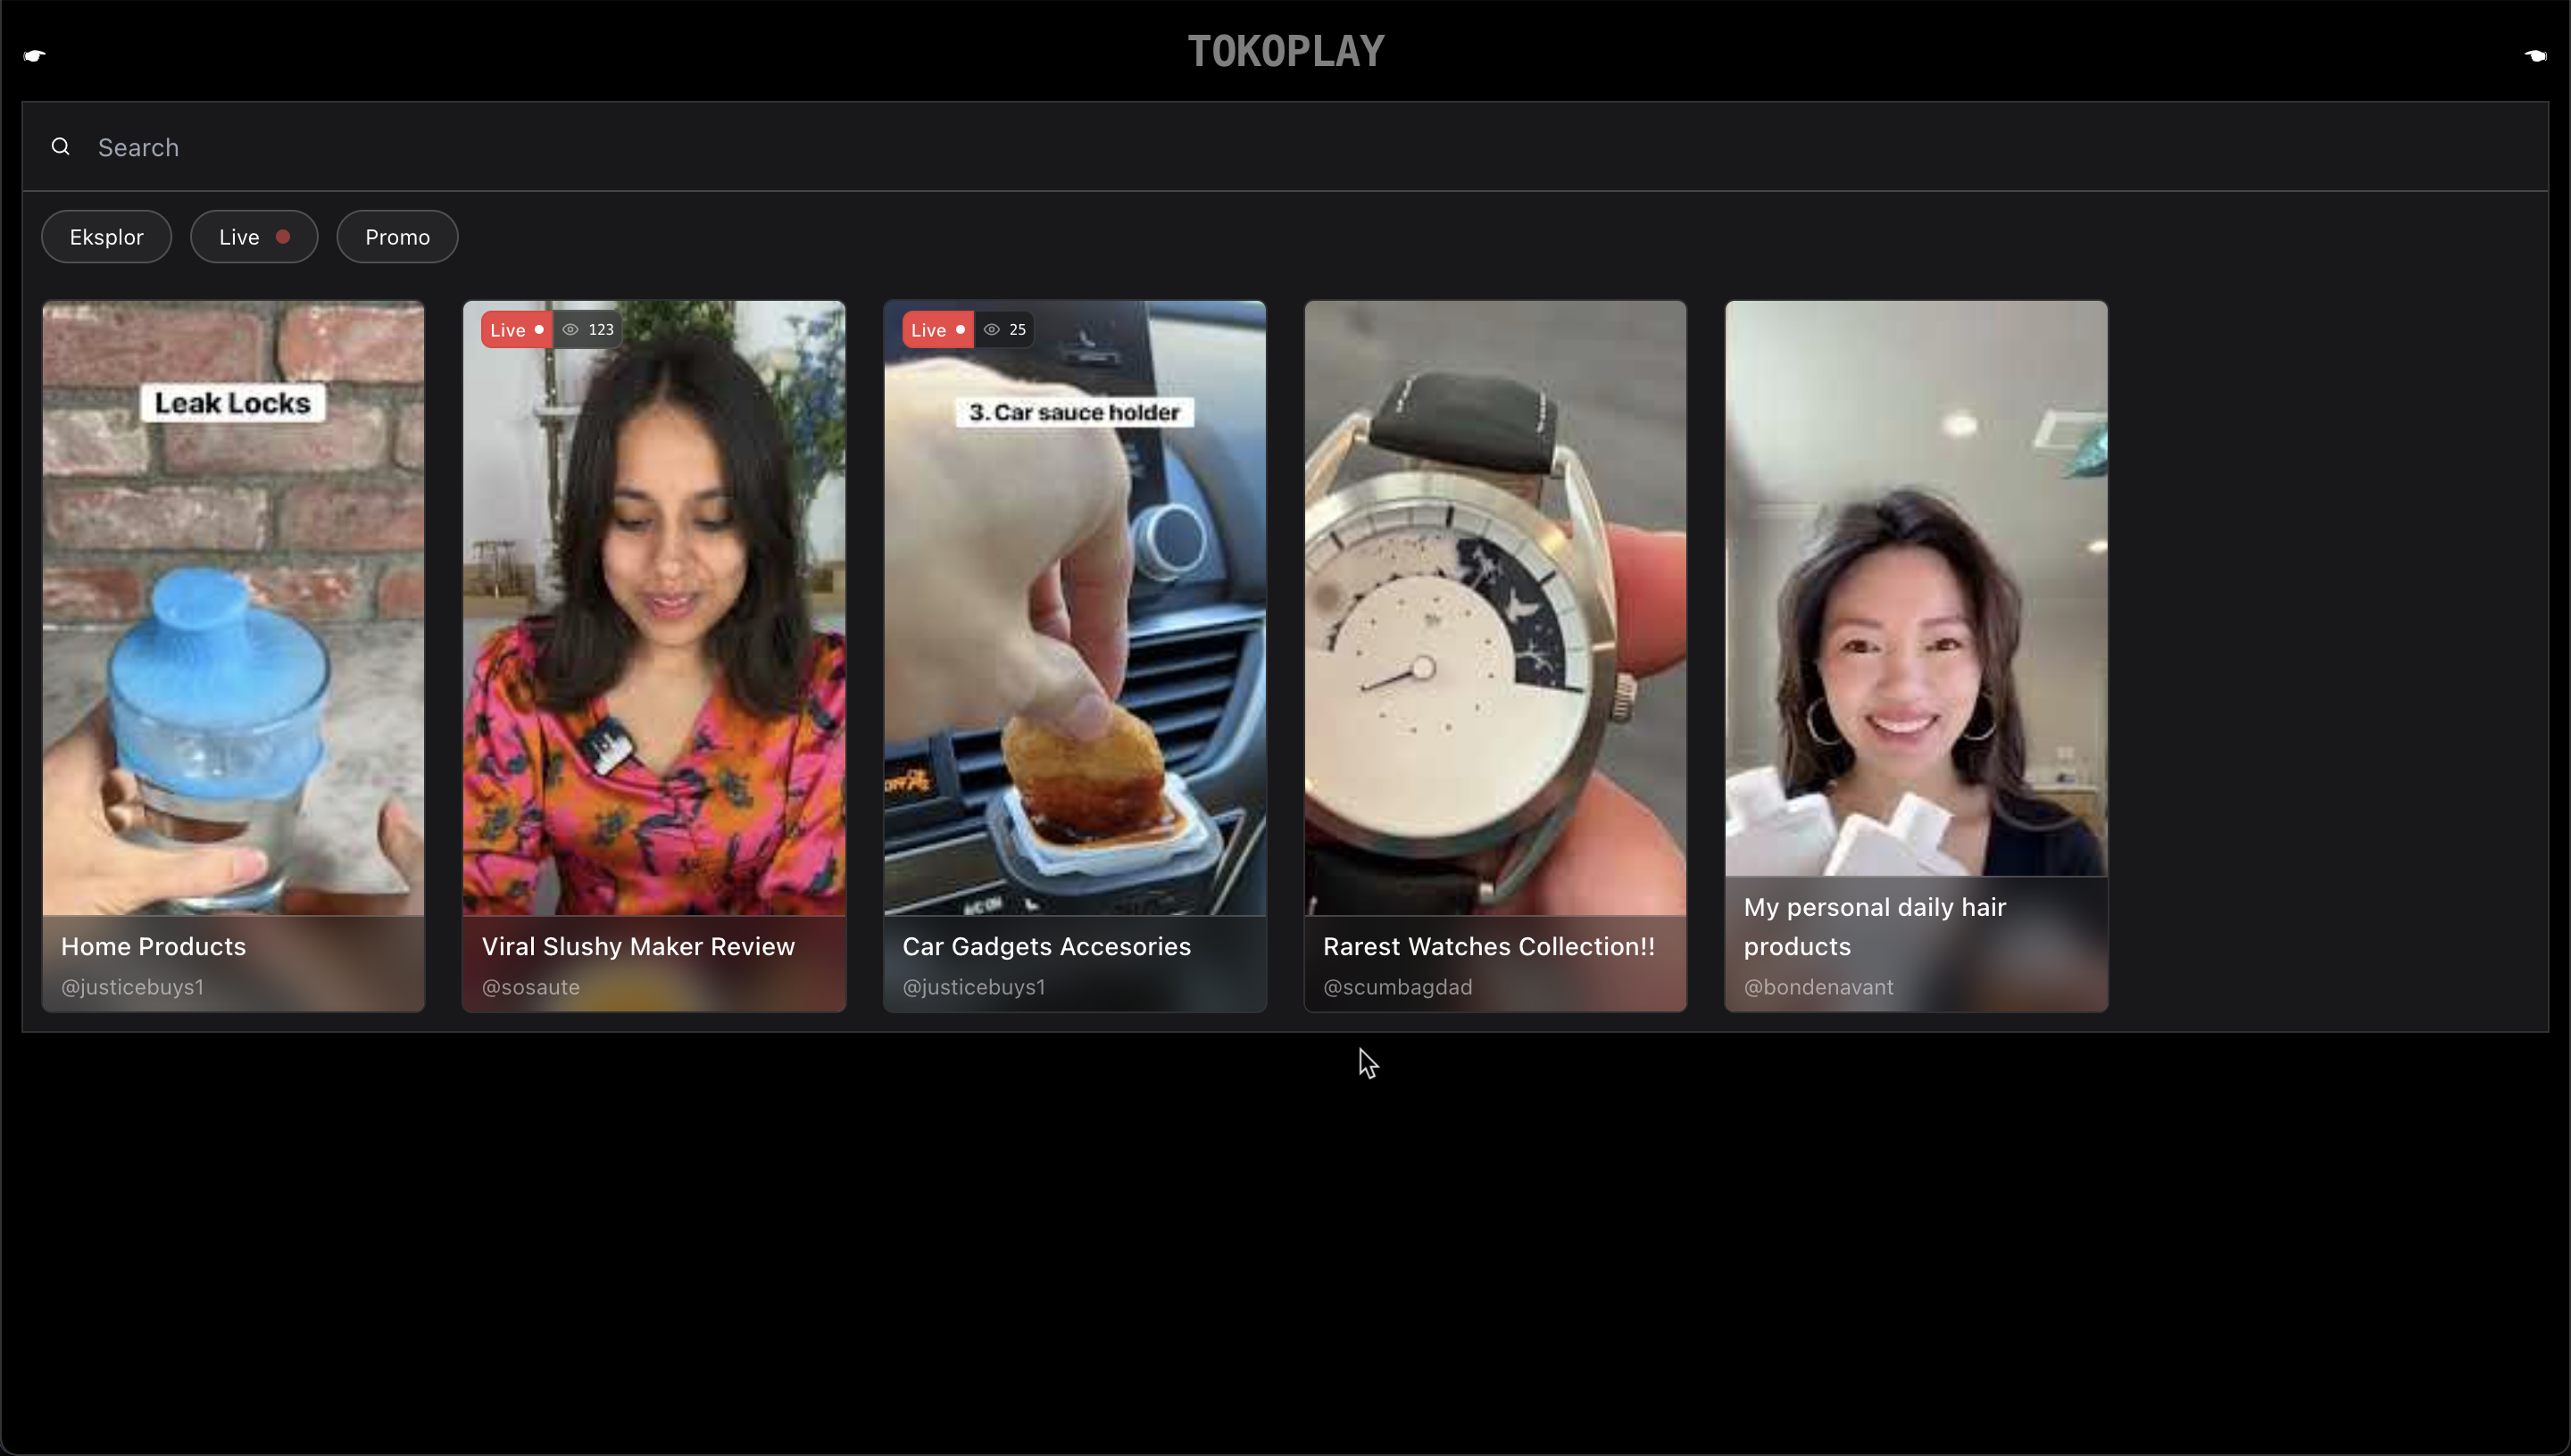 TOKOPLAY
Search
Eksplor
Live
Promo
Leak Locks
Home Products
@justicebuys1
Live 123
Viral Slushy Maker Review
@sosaute
Live 25
3. Car sauce holder
Car Gadgets Accesories
@justicebuys1
Rarest Watches Collection!!
@scumbagdad
My personal daily hair
products
@bondenavant